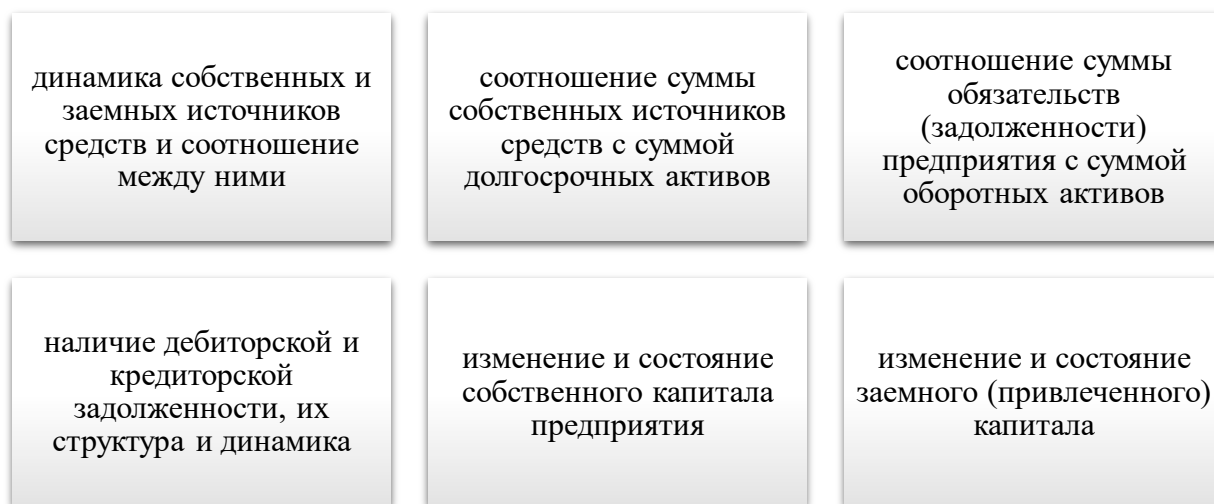 динамика собственных и
заемных источников
средств и соотношение
между ними
соотношение суммы
собственных источников
средств с суммой
долгосрочных активов
соотношение суммы
обязательств
(задолженности)
предприятия с суммой
оборотных активов
наличие дебиторской и
кредиторской
задолженности, их
структура и динамика
изменение и состояние
собственного капитала
предприятия
изменение и состояние
заемного (привлеченного)
капитала